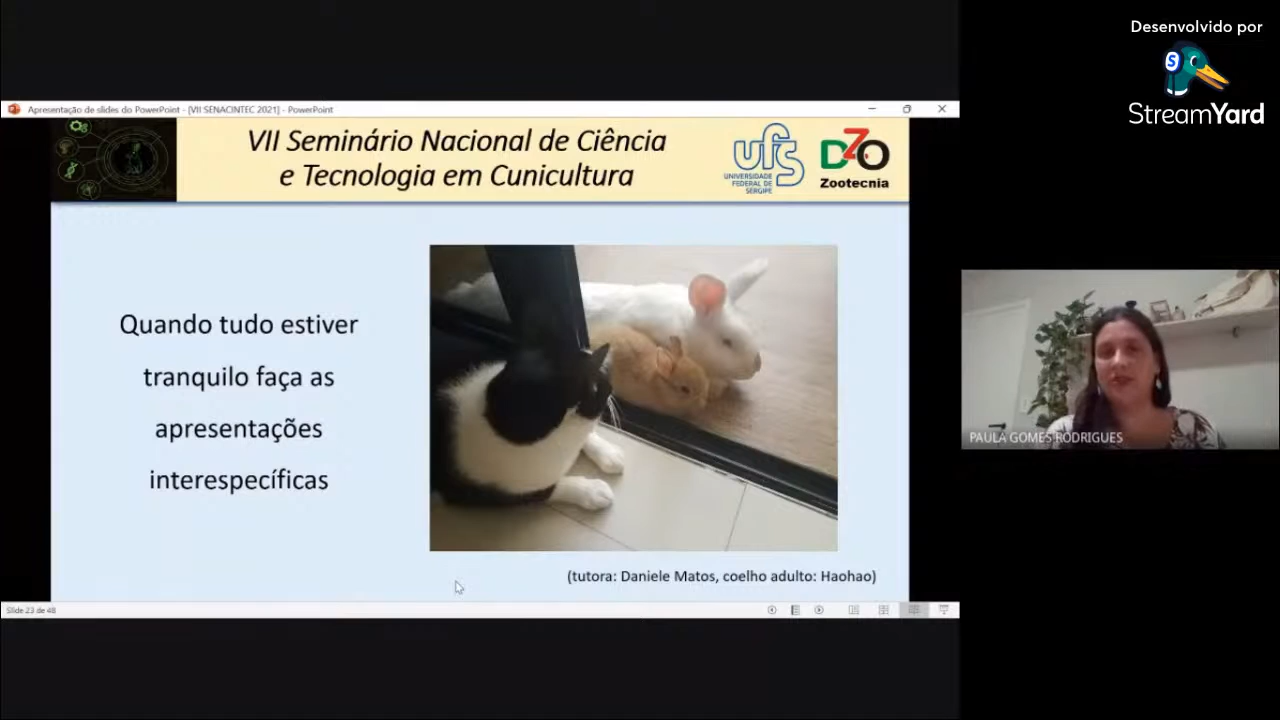 Desenvolvido por
StreamYard
Apresentação de slides do PowerPoint - [VII SENACINTEC 2021] - PowerPoint
VII Seminário Nacional de Ciência
e Tecnologia em Cunicultura
ufs
UNIVERSIDADE
FEDERAL DE
SERGIPE
DZO
Zootecnia
Quando tudo estiver
tranquilo faça as
apresentações
interespecíficas
(tutora: Daniele Matos, coelho adulto: Haohao)
PAULA GOMES RODRIGUES
Slide 23 de 48